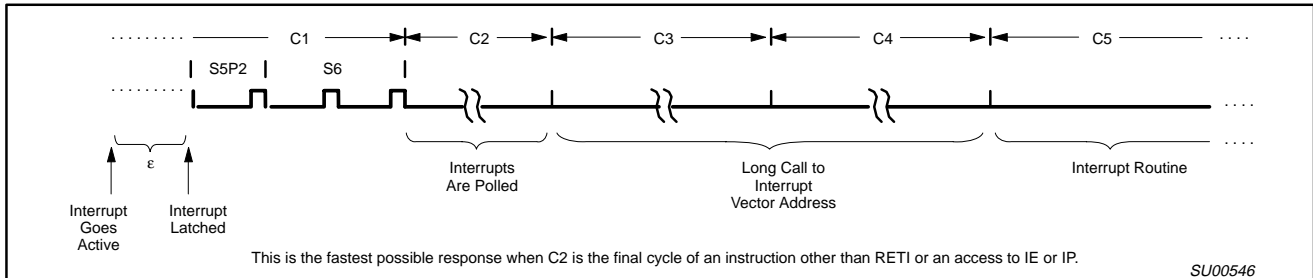 C1 C2 C3 C4 C5
S5P2 S6
ε
Interrupt
Goes
Active
Interrupt
Latched
Interrupts
Are Polled
Long Call to
Interrupt
Vector Address
Interrupt Routine
This is the fastest possible response when C2 is the final cycle of an instruction other than RETI or an access to IE or IP.
SU00546